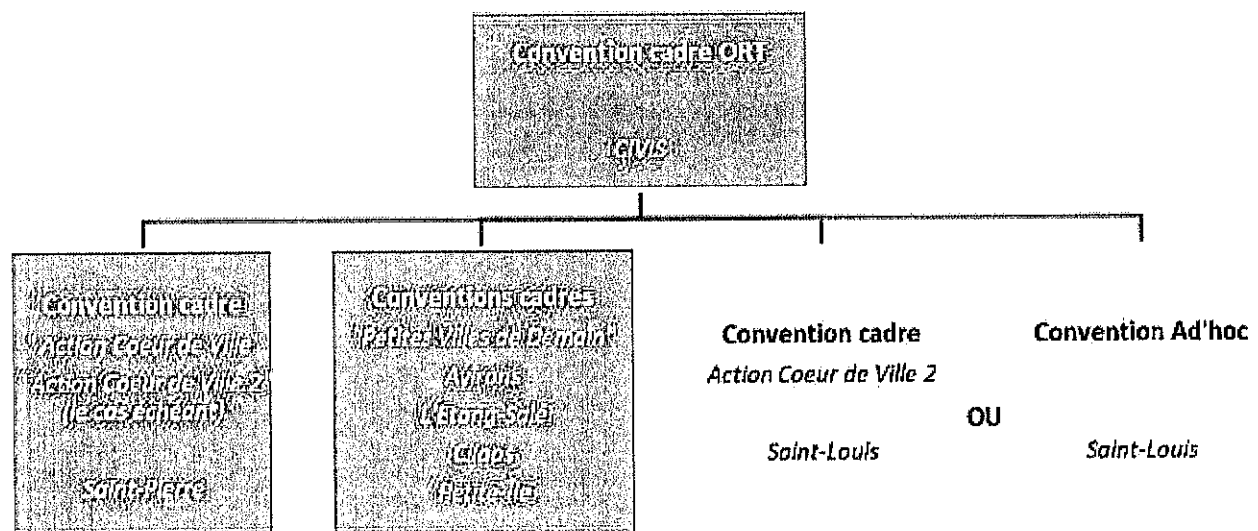 Convention cadre ORT
CIVIS
Convention cadre
"Action Coeur de Ville"
"Action Coeur de Ville 2
(le cas échéant)"
Saint-Pierre
Conventions cadres
"Petites Villes de Demain"
Avirons
L'Etang-Salé
Cilaos
Petite-Ile
Convention cadre
Action Coeur de Ville 2
Saint-Louis
OU
Convention Ad'hoc
Saint-Louis